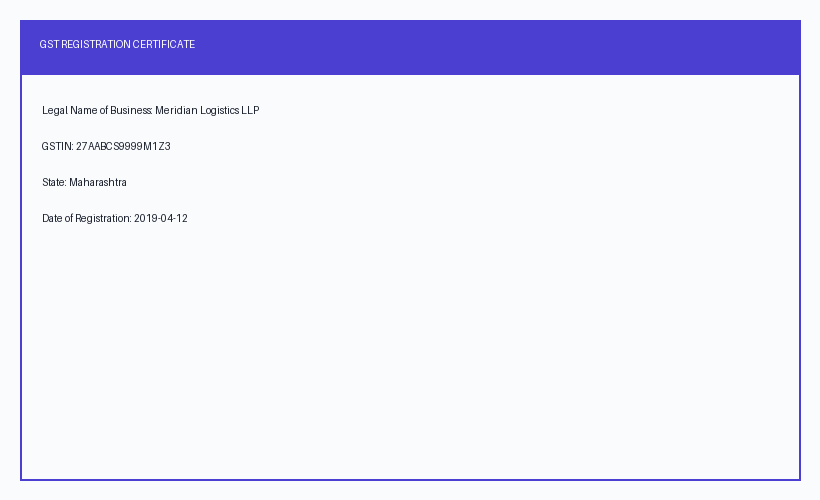 GST REGISTRATION CERTIFICATE
Legal Name of Business: Meridian Logistics LLP
GSTIN: 27AABCS9999M1Z3
State: Maharashtra
Date of Registration: 2019-04-12